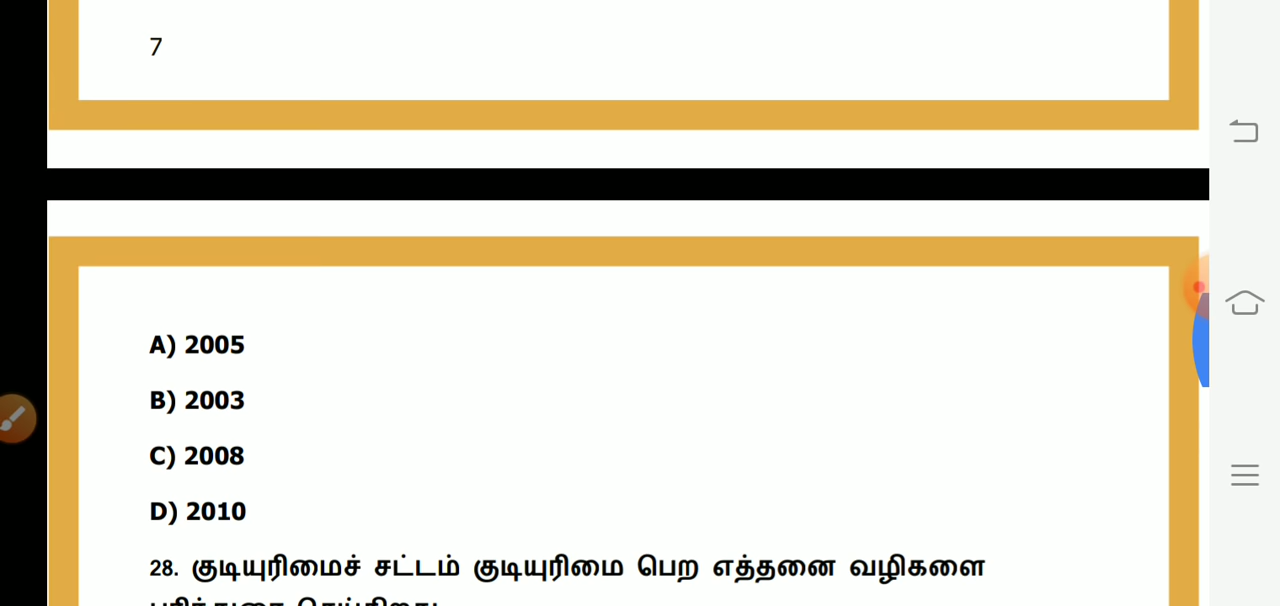 7
A) 2005
B) 2003
C) 2008
D) 2010
28. குடியுரிமைச் சட்டம் குடியுரிமை பெற எத்தனை வழிகளை